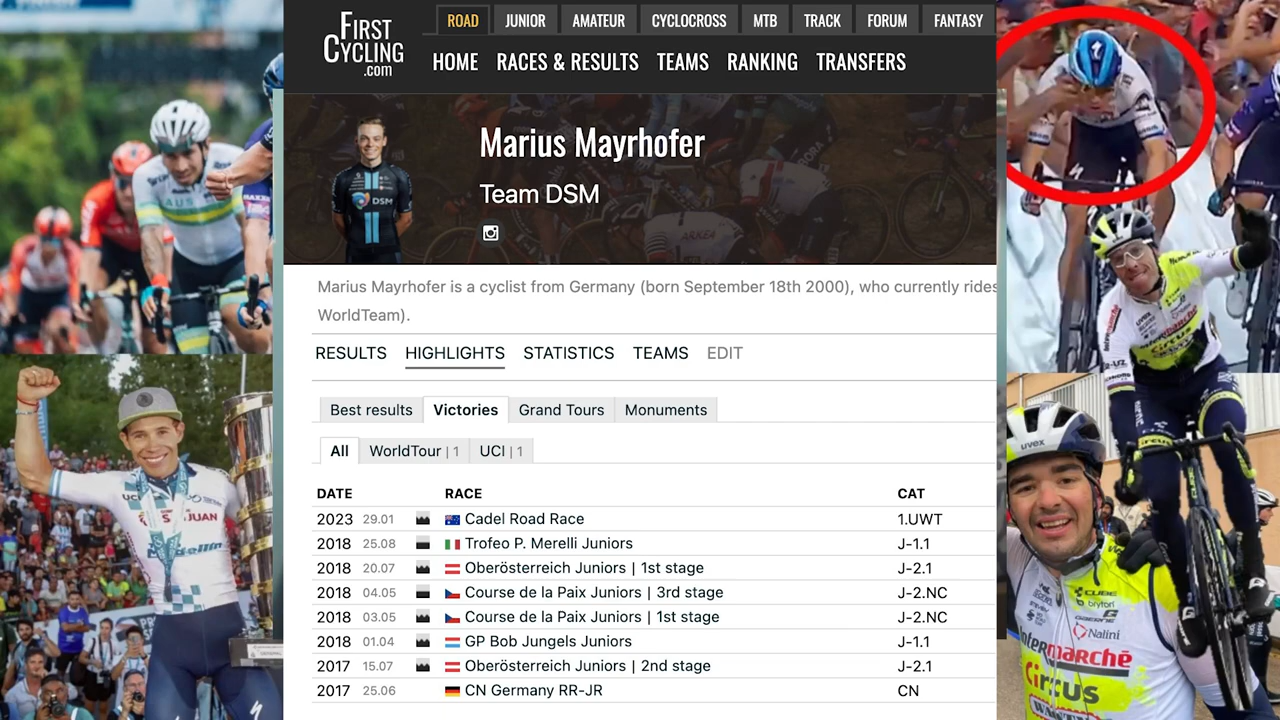 FIRST
CYCLING
.com
ROAD JUNIOR AMATEUR CYCLOCROSS MTB TRACK FORUM FANTASY
HOME RACES & RESULTS TEAMS RANKING TRANSFERS
Marius Mayrhofer
Team DSM
DSM
ARKEA
Marius Mayrhofer is a cyclist from Germany (born September 18th 2000), who currently rides
WorldTeam).
RESULTS HIGHLIGHTS STATISTICS TEAMS EDIT
Best results Victories Grand Tours Monuments
All WorldTour | 1 UCI | 1
DATE RACE CAT
2023 29.01 Cadel Road Race 1.UWT
2018 25.08 Trofeo P. Merelli Juniors J-1.1
2018 20.07 Oberösterreich Juniors | 1st stage J-2.1
2018 04.05 Course de la Paix Juniors | 3rd stage J-2.NC
2018 03.05 Course de la Paix Juniors | 1st stage J-2.NC
2018 01.04 GP Bob Jungels Juniors J-1.1
2017 15.07 Oberösterreich Juniors | 2nd stage J-2.1
2017 25.06 CN Germany RR-JR CN
SAN JUAN
uvex
Circus
uvex
CUBE
bryton
Nalini
Intermarché
Circus